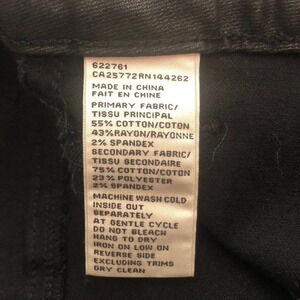 622761
CA25772RN144262
MADE IN CHINA
FAIT EN CHINE
PRIMARY FABRIC/
TISSU PRINCIPAL
55% COTTON/COTON
43%RAYON/RAYONNE
2% SPANDEX
SECONDARY FABRIC/
TISSU SECONDAIRE
75% COTTON/COTON
23% POLYESTER
2% SPANDEX
MACHINE WASH COLD
INSIDE OUT
SEPARATELY
AT GENTLE CYCLE
DO NOT BLEACH
HANG TO DRY
IRON ON LOW ON
REVERSE SIDE
EXCLUDING TRIMS
DRY CLEAN